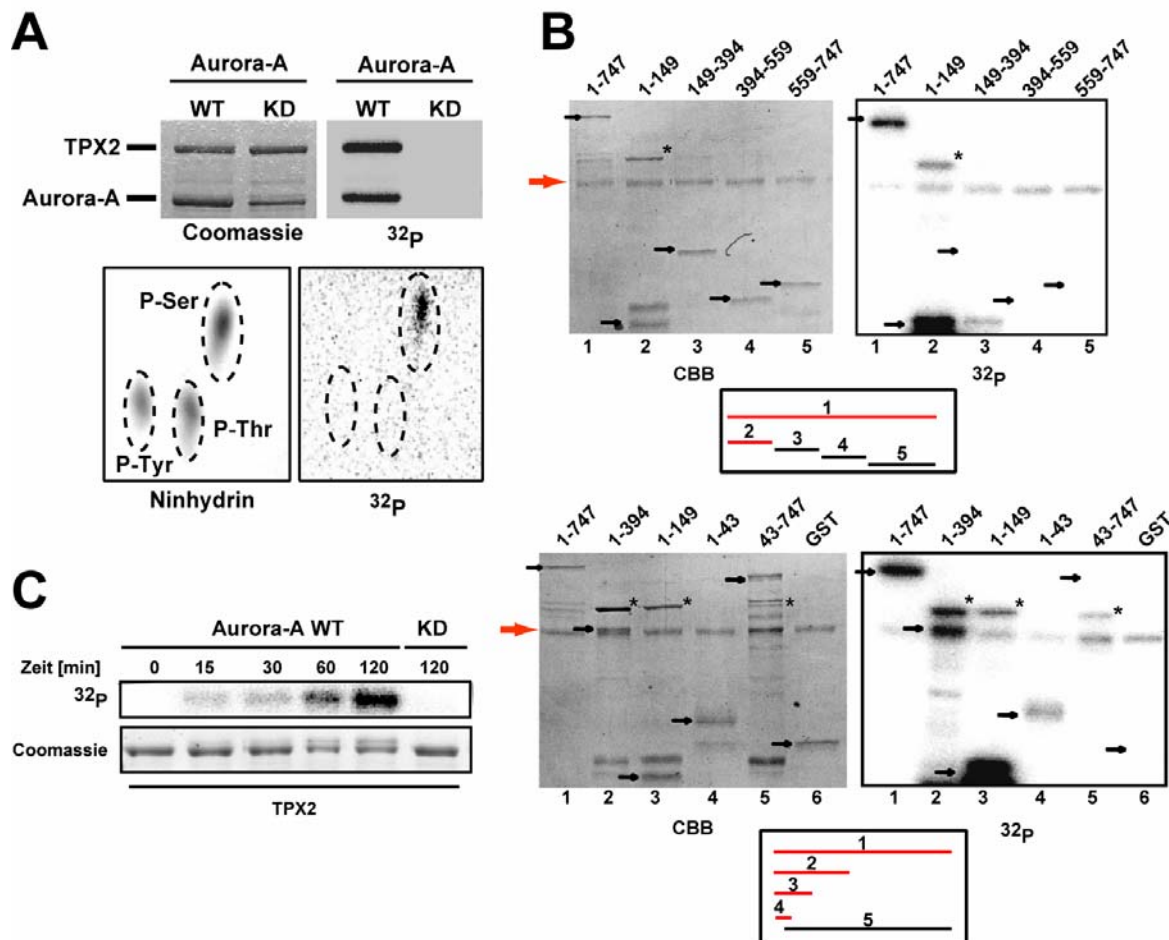 A
Aurora-A Aurora-A
WT KD WT KD
TPX2
Aurora-A
Coomassie 32P
P-Ser
P-Tyr
P-Thr
Ninhydrin 32P
B
1-747 1-149 149-394 394-559 559-747 1-747 1-149 149-394 394-559 559-747
* *
1 2 3 4 5 1 2 3 4 5
CBB 32P
1
2 3 4 5
1-747 1-394 1-149 1-43 43-747 GST 1-747 1-394 1-149 1-43 43-747 GST
* * * * * *
1 2 3 4 5 6 1 2 3 4 5 6
CBB 32P
1
2
3
4
5
C
Aurora-A WT KD
Zeit [min] 0 15 30 60 120 120
32P
Coomassie
TPX2